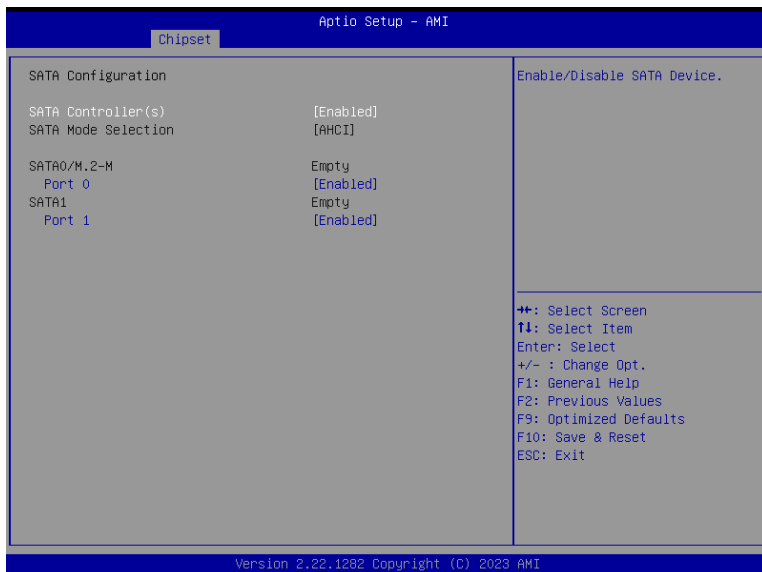 Aptio Setup – AMI
Chipset
SATA Configuration
SATA Controller(s) [Enabled]
SATA Mode Selection [AHCI]
SATA0/M.2-M Empty
Port 0 [Enabled]
SATA1 Empty
Port 1 [Enabled]
Enable/Disable SATA Device.
→←: Select Screen
↑↓: Select Item
Enter: Select
+/- : Change Opt.
F1: General Help
F2: Previous Values
F9: Optimized Defaults
F10: Save & Reset
ESC: Exit
Version 2.22.1282 Copyright (C) 2023 AMI